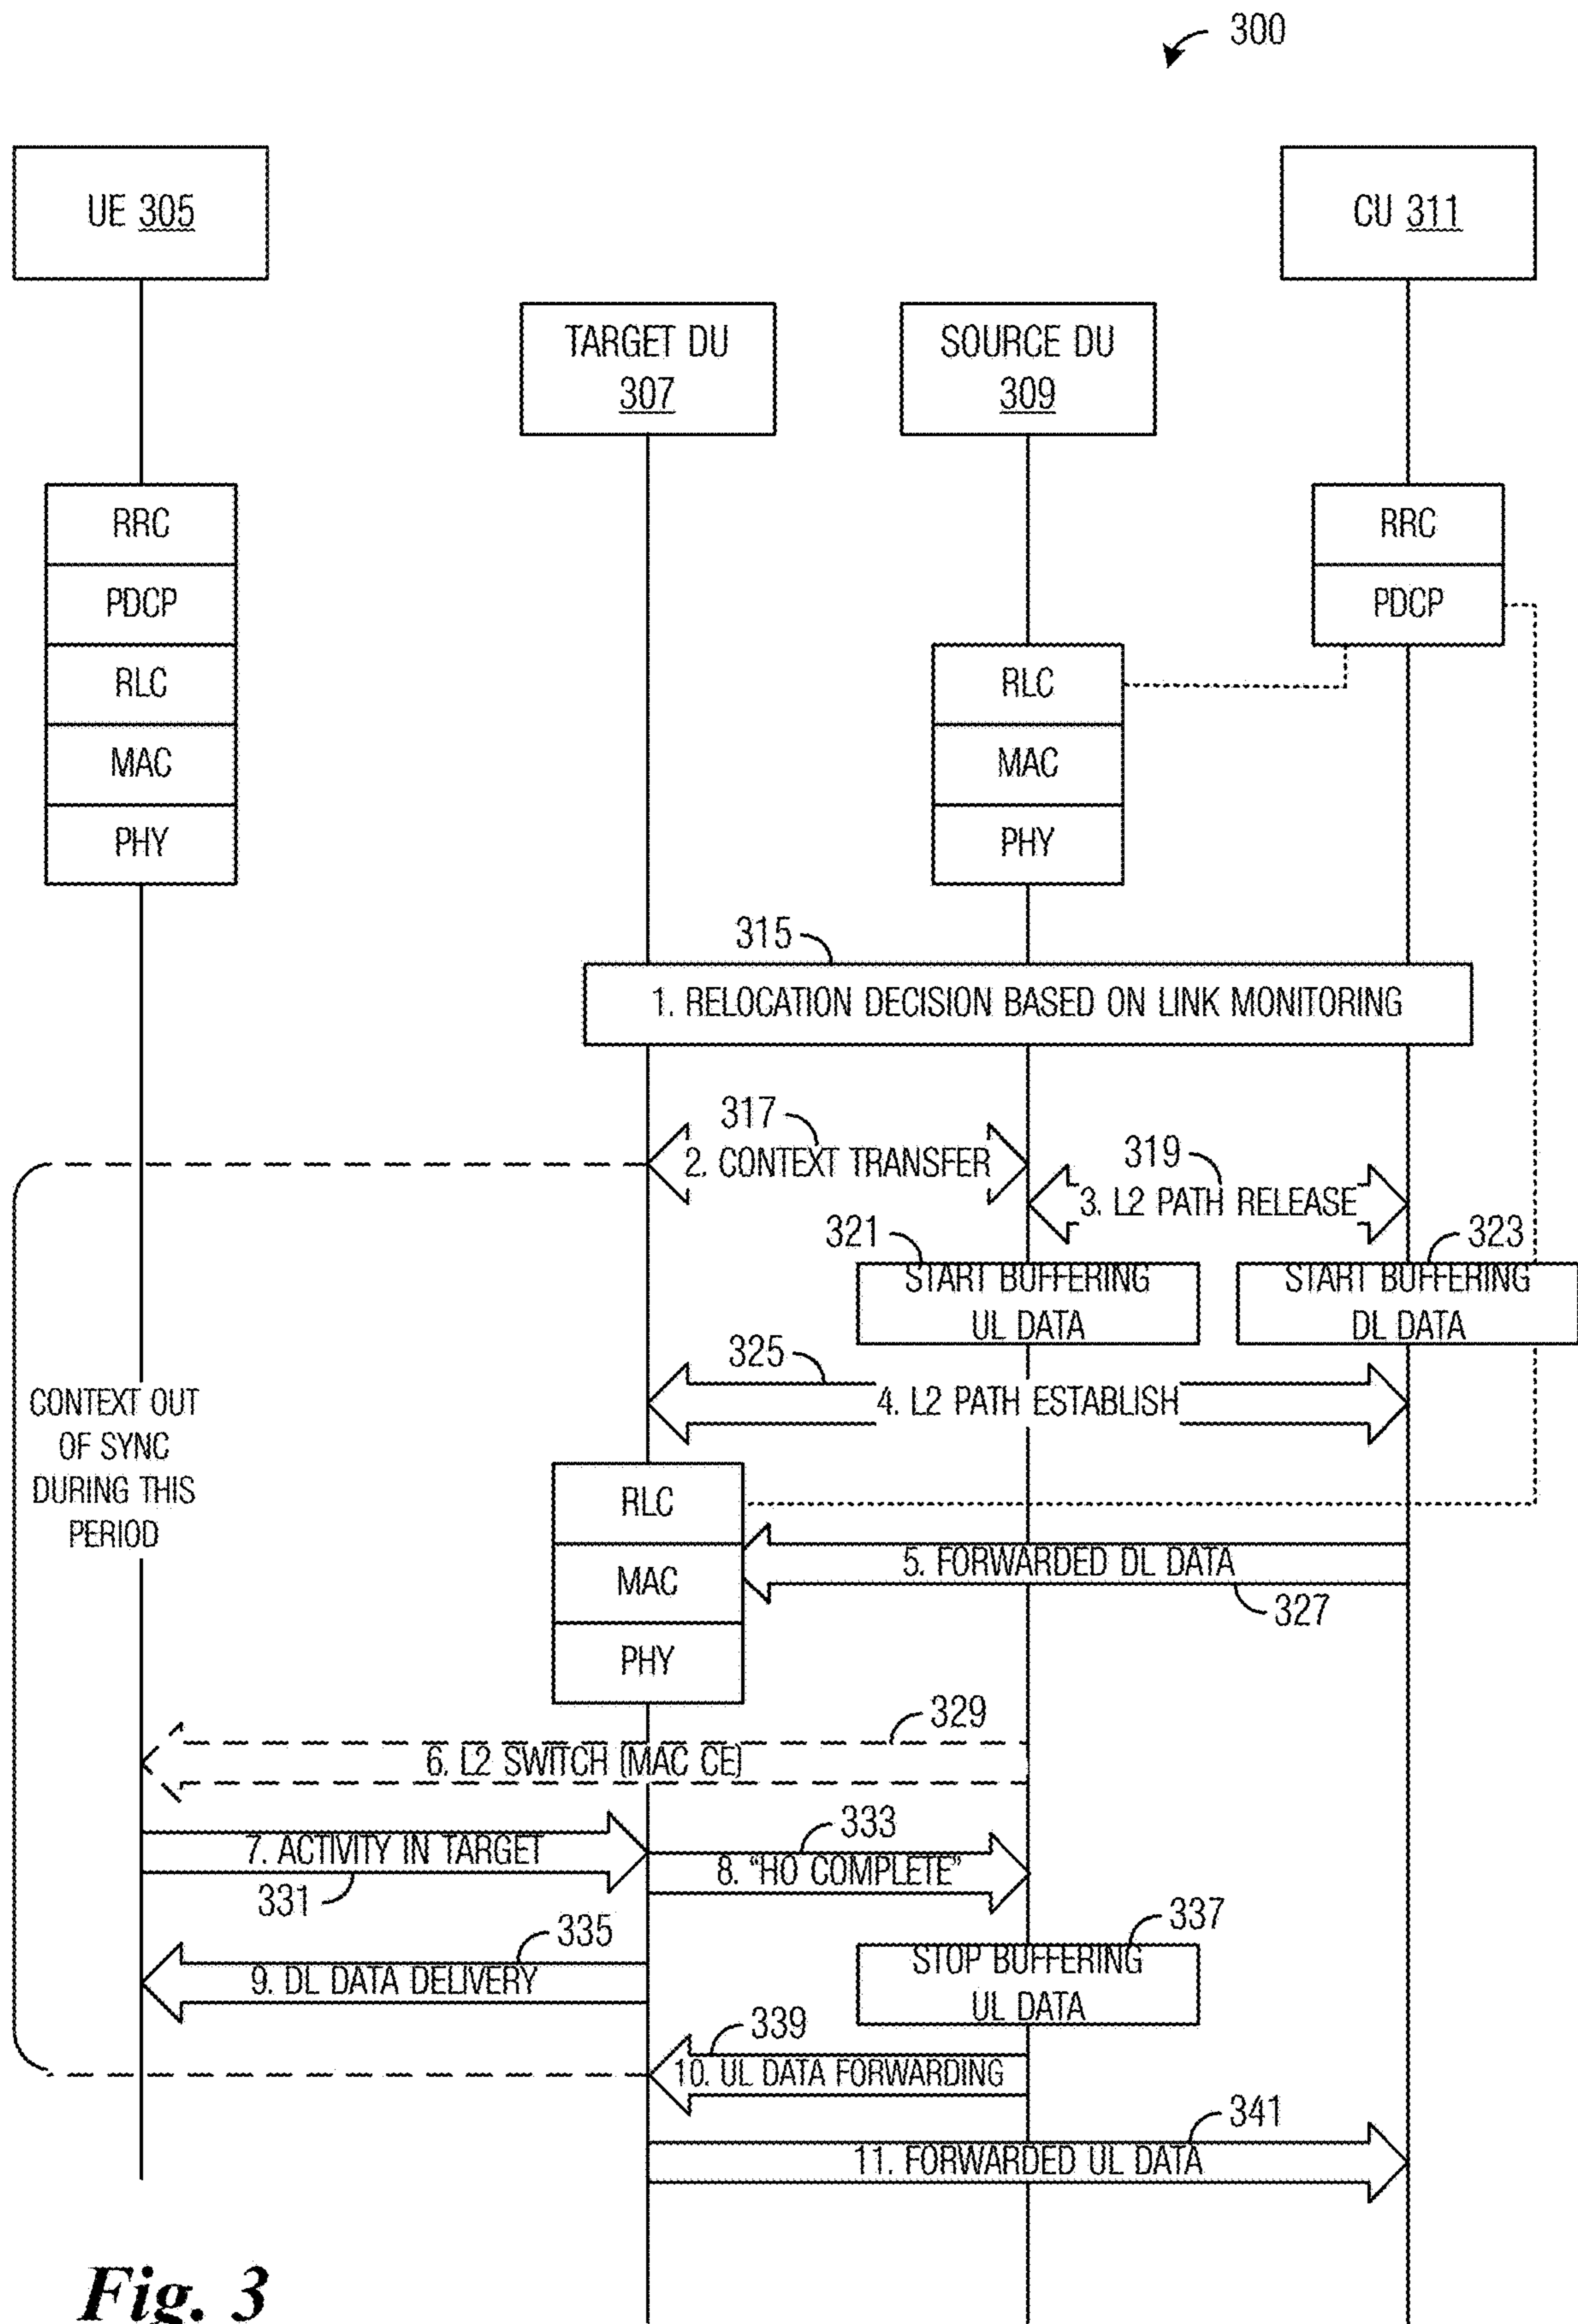 300
UE 305
CU 311
TARGET DU
307
SOURCE DU
309
RRC
PDCP
RLC
MAC
PHY
RLC
MAC
PHY
RRC
PDCP
315
1. RELOCATION DECISION BASED ON LINK MONITORING
317
2. CONTEXT TRANSFER
319
3. L2 PATH RELEASE
321
START BUFFERING
UL DATA
323
START BUFFERING
DL DATA
325
4. L2 PATH ESTABLISH
CONTEXT OUT
OF SYNC
DURING THIS
PERIOD
RLC
MAC
PHY
5. FORWARDED DL DATA
327
329
6. L2 SWITCH (MAC CE)
7. ACTIVITY IN TARGET
331
333
8. "HO COMPLETE"
335
9. DL DATA DELIVERY
337
STOP BUFFERING
UL DATA
339
10. UL DATA FORWARDING
341
11. FORWARDED UL DATA
Fig. 3